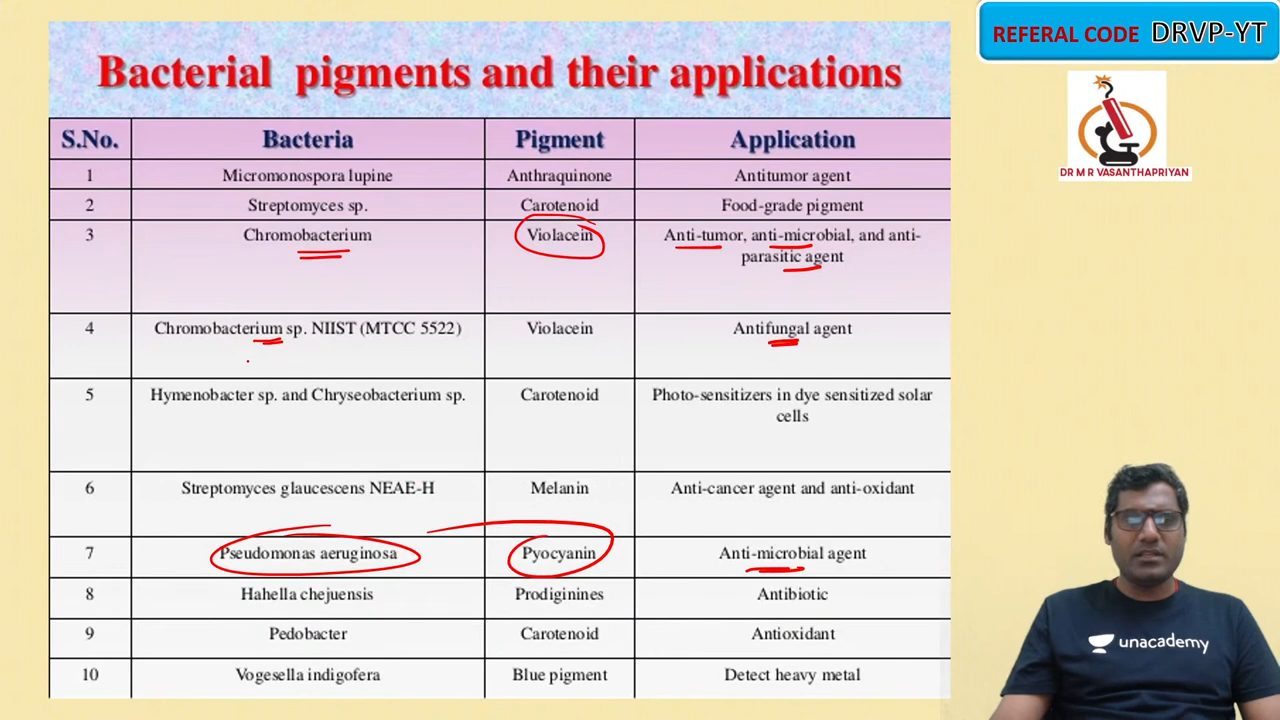 REFERAL CODE DRVP-YT
Bacterial pigments and their applications
DR M R VASANTHAPRIYAN
S.No. Bacteria Pigment Application
1 Micromonospora lupine Anthraquinone Antitumor agent
2 Streptomyces sp. Carotenoid Food-grade pigment
3 Chromobacterium Violacein Anti-tumor, anti-microbial, and anti-
parasitic agent
4 Chromobacterium sp. NIIST (MTCC 5522) Violacein Antifungal agent
5 Hymenobacter sp. and Chryseobacterium sp. Carotenoid Photo-sensitizers in dye sensitized solar
cells
6 Streptomyces glaucescens NEAE-H Melanin Anti-cancer agent and anti-oxidant
7 Pseudomonas aeruginosa Pyocyanin Anti-microbial agent
8 Hahella chejuensis Prodiginines Antibiotic
9 Pedobacter Carotenoid Antioxidant
10 Vogesella indigofera Blue pigment Detect heavy metal
unacademy